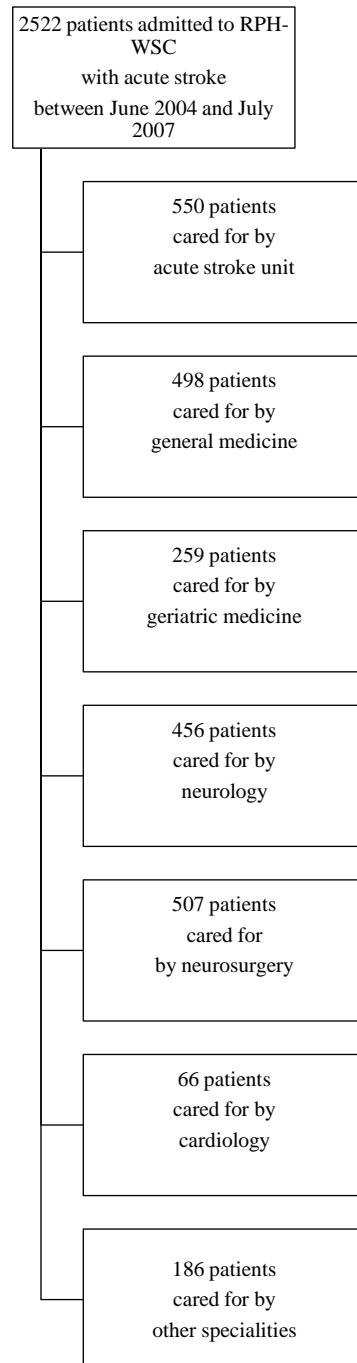 2522 patients admitted to RPH-
WSC
with acute stroke
between June 2004 and July
2007
550 patients
cared for by
acute stroke unit
498 patients
cared for by
general medicine
259 patients
cared for by
geriatric medicine
456 patients
cared for by
neurology
507 patients
cared for
by neurosurgery
66 patients
cared for by
cardiology
186 patients
cared for by
other specialities